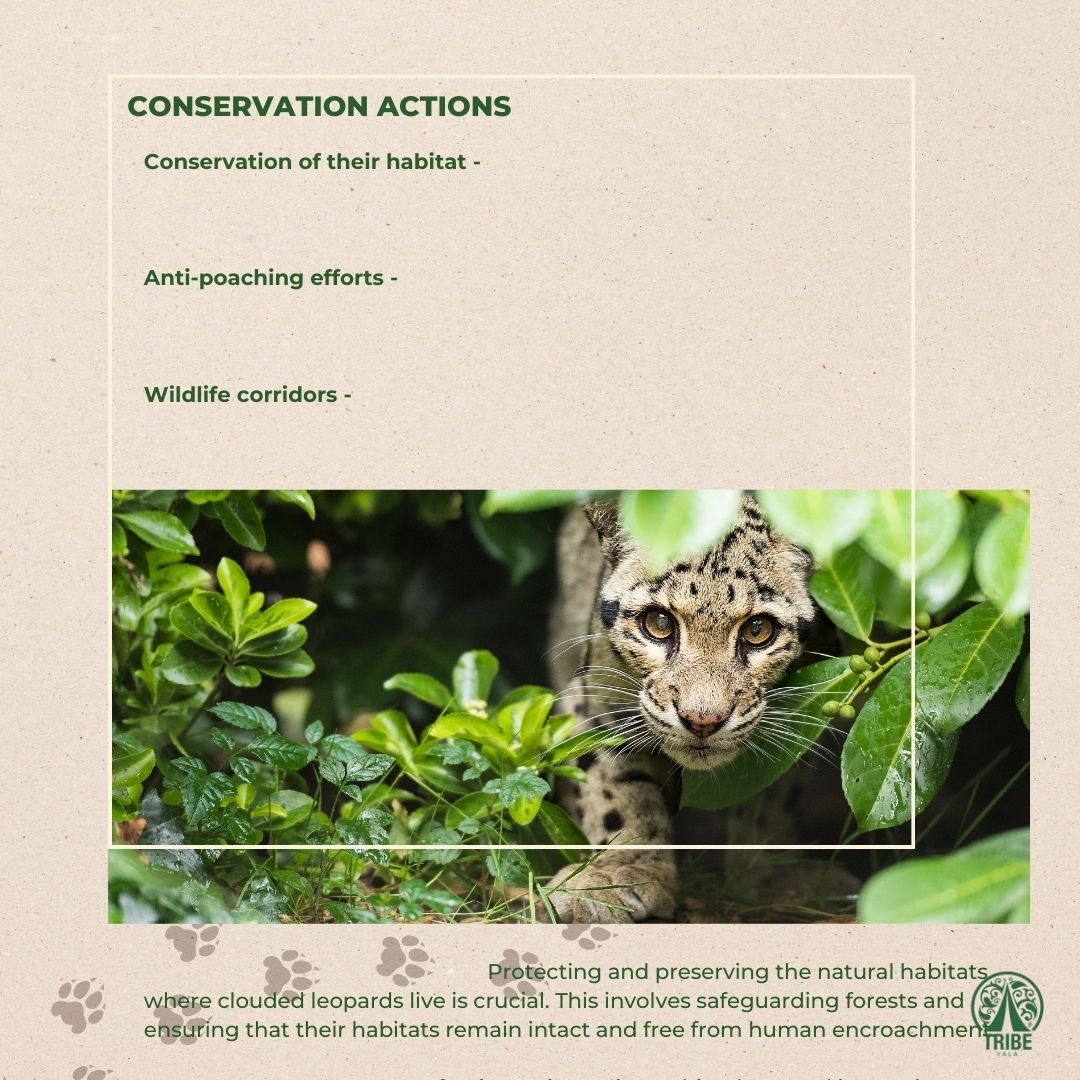 CONSERVATION ACTIONS
Conservation of their habitat -
Anti-poaching efforts -
Wildlife corridors -
Protecting and preserving the natural habitats
where clouded leopards live is crucial. This involves safeguarding forests and
ensuring that their habitats remain intact and free from human encroachment
TRIBE
YALA